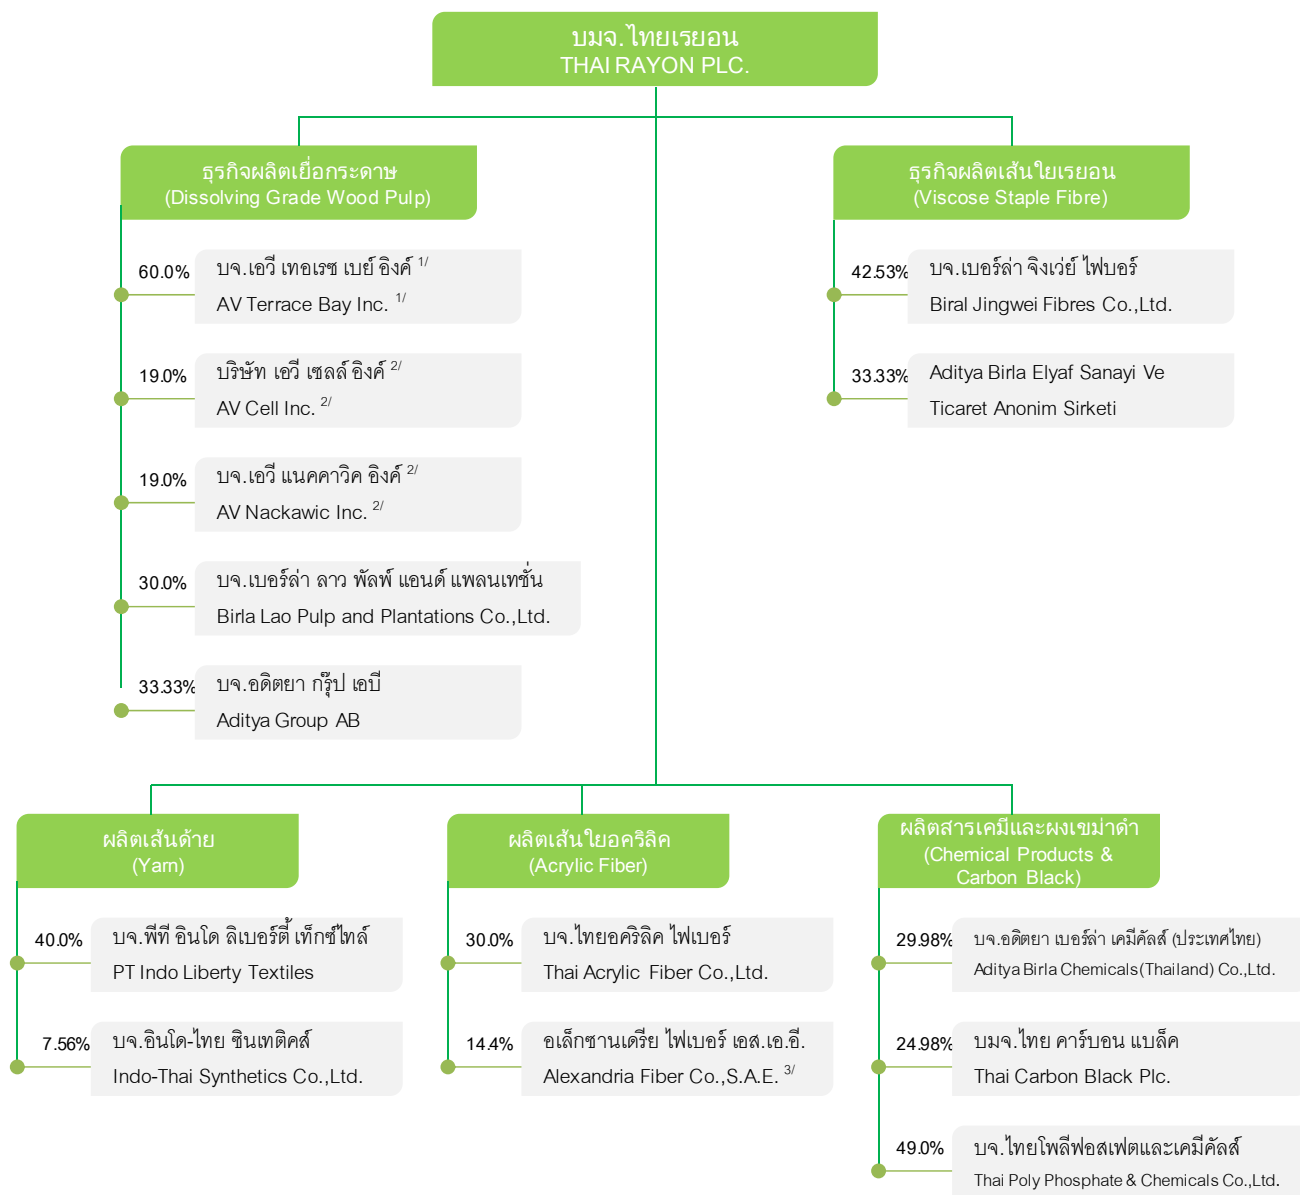 บมจ.ไทยเรยอน
THAI RAYON PLC.
ธุรกิจผลิตเยื่อกระดาษ
(Dissolving Grade Wood Pulp)
60.0%
บจ.เอวี เทอเรซ เบย์ อิงค์ 1/
AV Terrace Bay Inc. 1/
19.0%
บริษัท เอวี เซลล์ อิงค์ 2/
AV Cell Inc. 2/
19.0%
บจ.เอวี แนคคาวิค อิงค์ 2/
AV Nackawic Inc. 2/
30.0%
บจ.เบอร์ล่า ลาว พัลพ์ แอนด์ แพลนเทชั่น
Birla Lao Pulp and Plantations Co.,Ltd.
33.33%
บจ.อดิตยา กรุ๊ป เอบี
Aditya Group AB
ธุรกิจผลิตเส้นใยเรยอน
(Viscose Staple Fibre)
42.53%
บจ.เบอร์ล่า จิงเว่ย์ ไฟเบอร์
Biral Jingwei Fibres Co.,Ltd.
33.33%
Aditya Birla Elyaf Sanayi Ve
Ticaret Anonim Sirketi
ผลิตเส้นด้าย
(Yarn)
40.0%
บจ.พีที อินโด ลิเบอร์ตี้ เท็กซ์ไทล์
PT Indo Liberty Textiles
7.56%
บจ.อินโด-ไทย ซินเทติคส์
Indo-Thai Synthetics Co.,Ltd.
ผลิตเส้นใยอคริลิค
(Acrylic Fiber)
30.0%
บจ.ไทยอคริลิค ไฟเบอร์
Thai Acrylic Fiber Co.,Ltd.
14.4%
อเล็กซานเดรีย ไฟเบอร์ เอส.เอ.อี.
Alexandria Fiber Co.,S.A.E. 3/
ผลิตสารเคมีและผงเขม่าดำ
(Chemical Products &
Carbon Black)
29.98%
บจ.อดิตยา เบอร์ล่า เคมีคัลส์ (ประเทศไทย)
Aditya Birla Chemicals(Thailand) Co.,Ltd.
24.98%
บมจ.ไทย คาร์บอน แบล็ค
Thai Carbon Black Plc.
49.0%
บจ.ไทยโพลีฟอสเฟตและเคมีคัลส์
Thai Poly Phosphate & Chemicals Co.,Ltd.